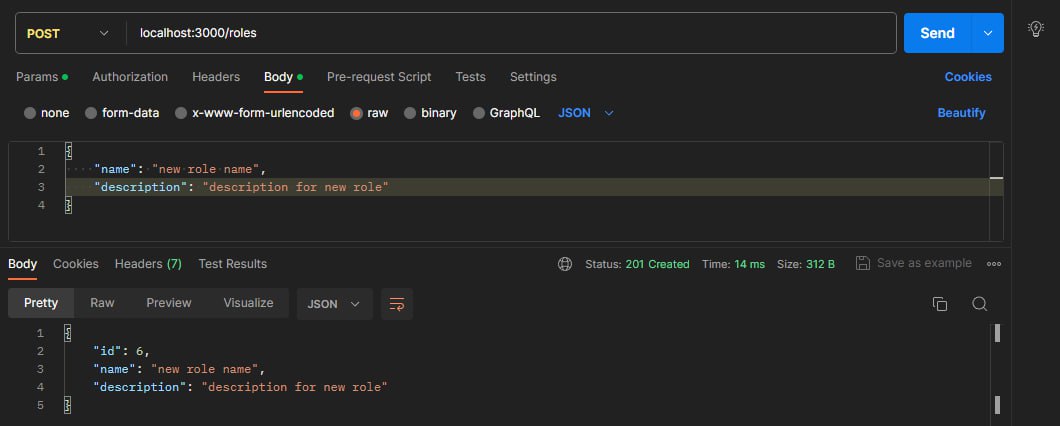 POST localhost:3000/roles Send
Params Authorization Headers Body Pre-request Script Tests Settings Cookies
none form-data x-www-form-urlencoded raw binary GraphQL JSON Beautify
1 {
2 "name": "new role name",
3 "description": "description for new role"
4 }
Body Cookies Headers (7) Test Results Status: 201 Created Time: 14 ms Size: 312 B Save as example
Pretty Raw Preview Visualize JSON
1 {
2 "id": 6,
3 "name": "new role name",
4 "description": "description for new role"
5 }